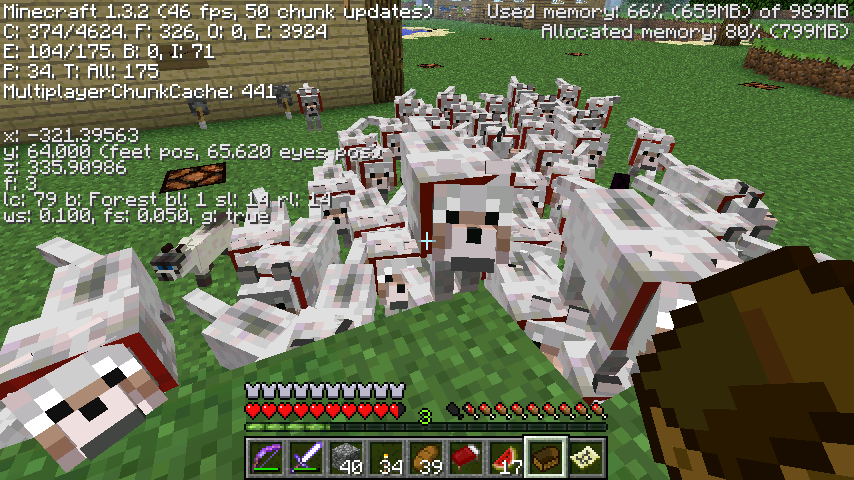 Minecraft 1.3.2 (46 fps, 50 chunk updates)
C: 374/4624, F: 326, O: 0, E: 3924
E: 104/175, B: 0, I: 71
P: 34, T: All: 175
MultiplayerChunkCache: 441
Used memory: 66% (659MB) of 989MB
Allocated memory: 80% (799MB)
x: -321.39563
y: 64.000 (feet pos, 65.620 eyes pos)
z: 335.90986
f: 3
lc: 79 b: Forest bl: 1 sl: 14 rl: 14
ws: 0.100, fs: 0.050, g: true
8
40 34 39 17